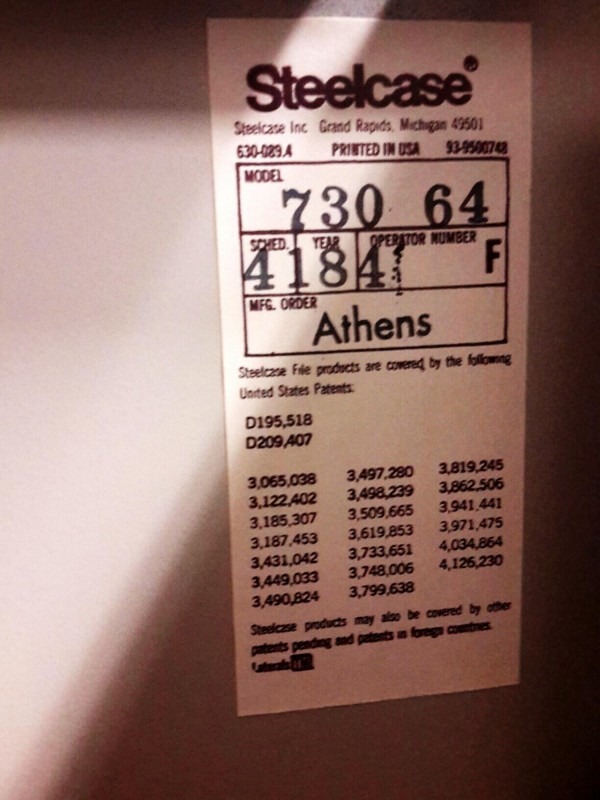 Steelcase®
Steelcase Inc Grand Rapids, Michigan 49501
630-089.4 PRINTED IN USA 93-9500748
MODEL
730 64
SCHED. YEAR OPERATOR NUMBER
41 84 F
MFG. ORDER
Athens
Steelcase File products are covered by the following
United States Patents:
D195,518
D209,407
3,065,038 3,497,280 3,819,245
3,122,402 3,498,239 3,862,506
3,185,307 3,509,665 3,941,441
3,187,453 3,619,853 3,971,475
3,431,042 3,733,651 4,034,864
3,449,033 3,748,006 4,126,230
3,490,824 3,799,638
Steelcase products may also be covered by other
patents pending and patents in foreign countries.
Laterals